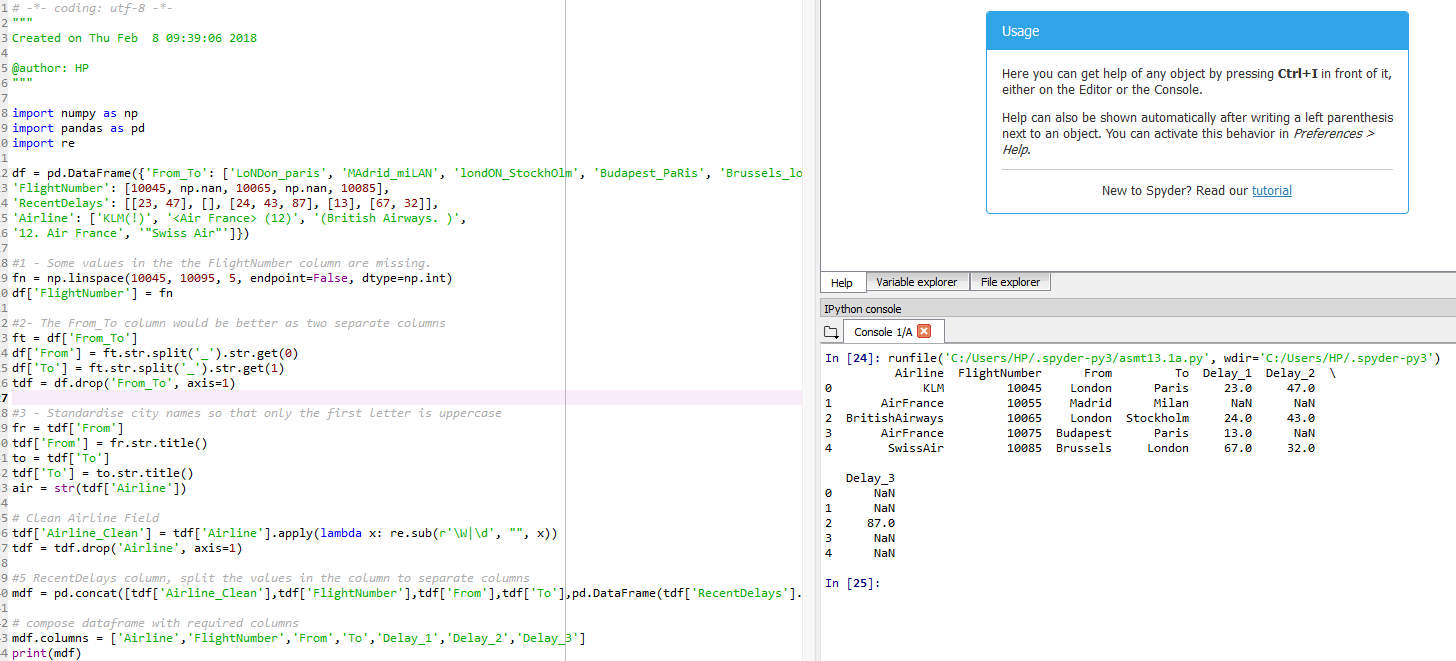 1 # -*- coding: utf-8 -*-
2 """
3 Created on Thu Feb  8 09:39:06 2018
4
5 @author: HP
6 """
7
8 import numpy as np
9 import pandas as pd
0 import re
1
2 df = pd.DataFrame({'From_To': ['LoNDon_paris', 'MAdrid_miLAN', 'londON_StockhOlm', 'Budapest_PaRis', 'Brussels_lo
3 'FlightNumber': [10045, np.nan, 10065, np.nan, 10085],
4 'RecentDelays': [[23, 47], [], [24, 43, 87], [13], [67, 32]],
5 'Airline': ['KLM(!)', '<Air France> (12)', '(British Airways. )',
6 '12. Air France', '"Swiss Air"']})
7
8 #1 - Some values in the the FlightNumber column are missing.
9 fn = np.linspace(10045, 10095, 5, endpoint=False, dtype=np.int)
0 df['FlightNumber'] = fn
1
2 #2- The From_To column would be better as two separate columns
3 ft = df['From_To']
4 df['From'] = ft.str.split('_').str.get(0)
5 df['To'] = ft.str.split('_').str.get(1)
6 tdf = df.drop('From_To', axis=1)
7
8 #3 - Standardise city names so that only the first letter is uppercase
9 fr = tdf['From']
0 tdf['From'] = fr.str.title()
1 to = tdf['To']
2 tdf['To'] = to.str.title()
3 air = str(tdf['Airline'])
4
5 # Clean Airline Field
6 tdf['Airline_Clean'] = tdf['Airline'].apply(lambda x: re.sub(r'\W|\d', "", x))
7 tdf = tdf.drop('Airline', axis=1)
8
9 #5 RecentDelays column, split the values in the column to separate columns
0 mdf = pd.concat([tdf['Airline_Clean'],tdf['FlightNumber'],tdf['From'],tdf['To'],pd.DataFrame(tdf['RecentDelays'].
1
2 # compose dataframe with required columns
3 mdf.columns = ['Airline','FlightNumber','From','To','Delay_1','Delay_2','Delay_3']
4 print(mdf)
Usage
Here you can get help of any object by pressing Ctrl+I in front of it,
either on the Editor or the Console.
Help can also be shown automatically after writing a left parenthesis
next to an object. You can activate this behavior in Preferences >
Help.
New to Spyder? Read our tutorial
Help Variable explorer File explorer
IPython console
Console 1/A
In [24]: runfile('C:/Users/HP/.spyder-py3/asmt13.1a.py', wdir='C:/Users/HP/.spyder-py3')
Airline FlightNumber From To Delay_1 Delay_2 \
0 KLM 10045 London Paris 23.0 47.0
1 AirFrance 10055 Madrid Milan NaN NaN
2 BritishAirways 10065 London Stockholm 24.0 43.0
3 AirFrance 10075 Budapest Paris 13.0 NaN
4 SwissAir 10085 Brussels London 67.0 32.0
Delay_3
0 NaN
1 NaN
2 87.0
3 NaN
4 NaN
In [25]: